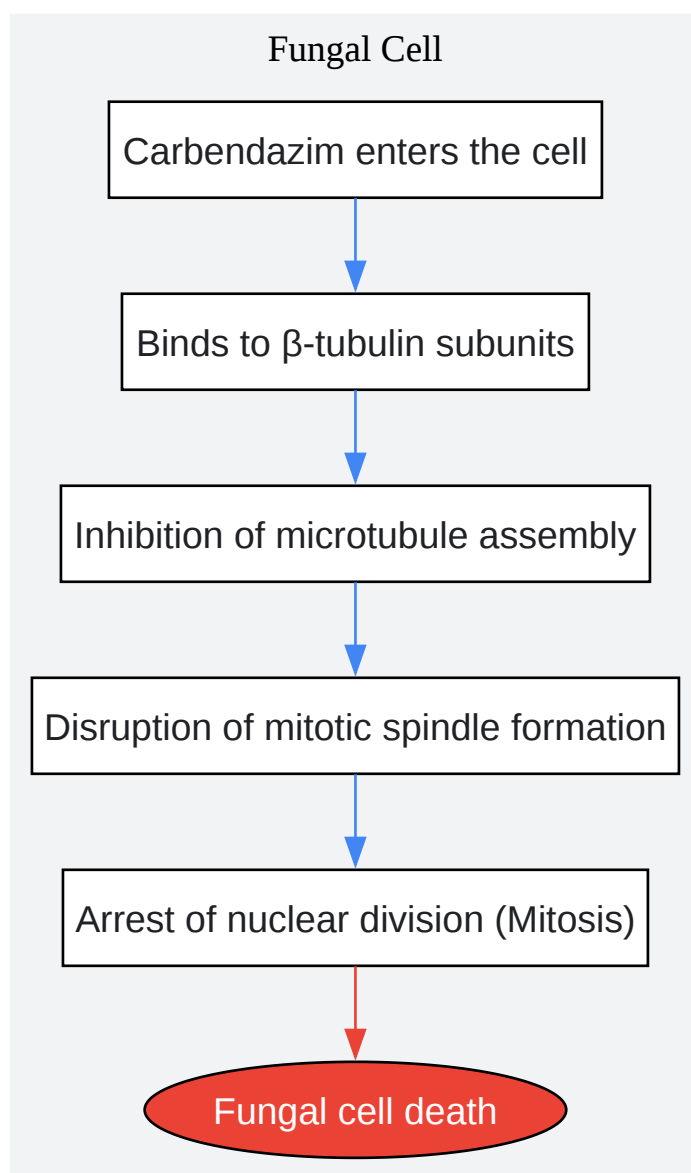 Fungal Cell
Carbendazim enters the cell
Binds to β-tubulin subunits
Inhibition of microtubule assembly
Disruption of mitotic spindle formation
Arrest of nuclear division (Mitosis)
Fungal cell death